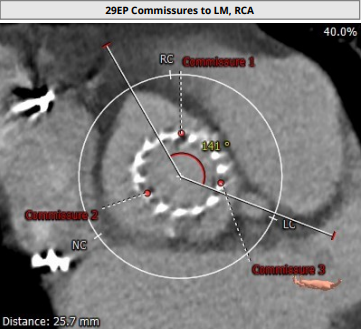 29EP Commissures to LM, RCA
40.0%
RC
Commissure 1
141 °
Commissure 2
LC
NC
Commissure 3
Distance: 25.7 mm